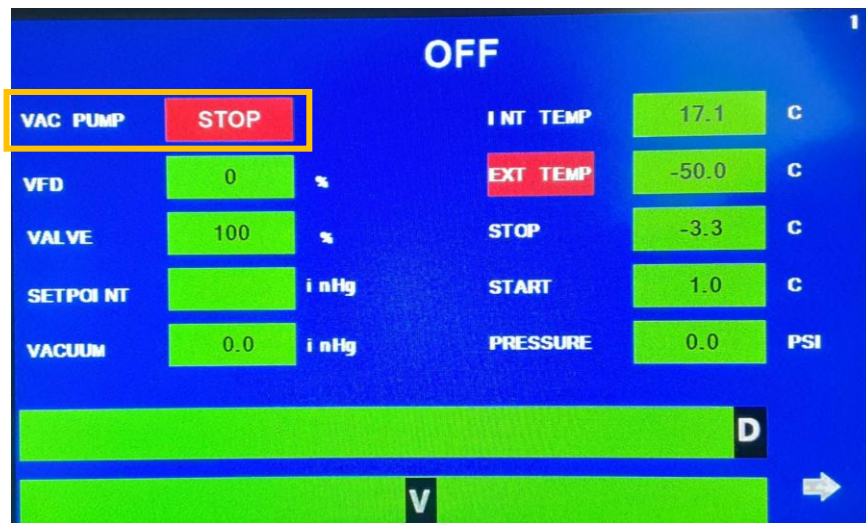 1
OFF
VAC PUMP STOP
INT TEMP 17.1 C
VFD 0 %
EXT TEMP -50.0 C
VALVE 100 %
STOP -3.3 C
SETPOINT inHg
START 1.0 C
VACUUM 0.0 inHg
PRESSURE 0.0 PSI
D
V